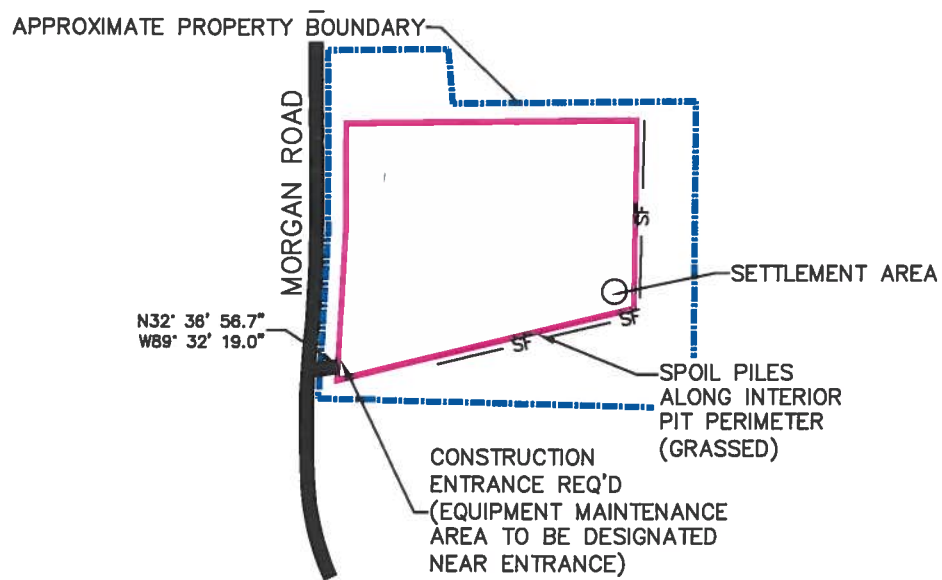 APPROXIMATE PROPERTY BOUNDARY
MORGAN ROAD
SF
SETTLEMENT AREA
N32° 36' 56.7"
W89° 32' 19.0"
SF
SF
SPOIL PILES
ALONG INTERIOR
PIT PERIMETER
(GRASSED)
CONSTRUCTION
ENTRANCE REQ'D
(EQUIPMENT MAINTENANCE
AREA TO BE DESIGNATED
NEAR ENTRANCE)